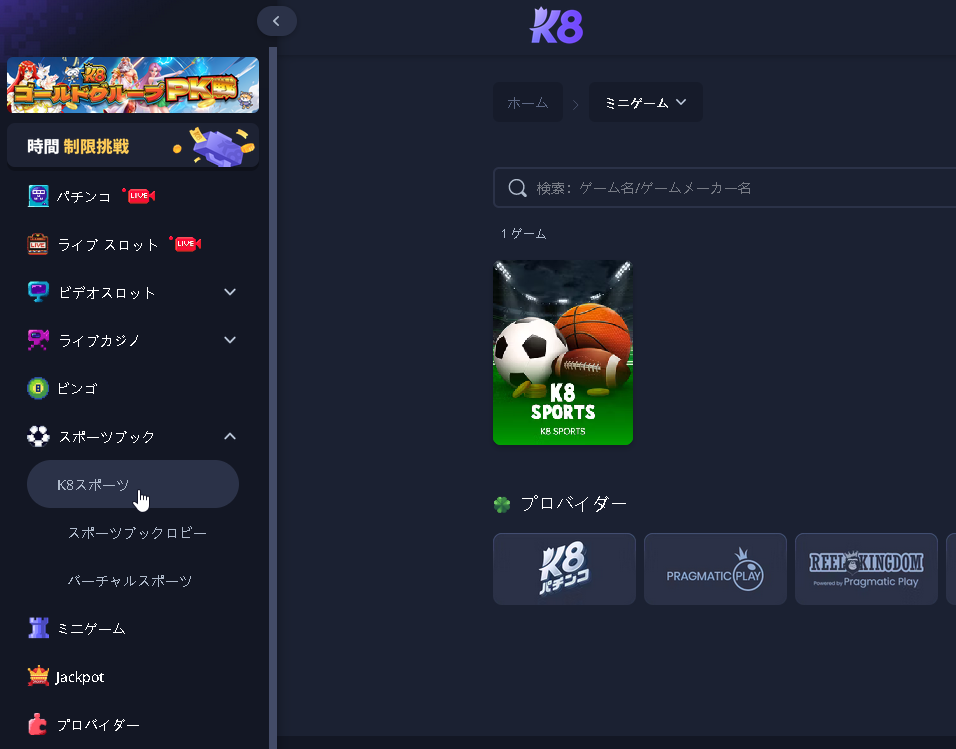 K8
K8
ゴールドグループPK戦
時間 制限挑戦
パチンコ LIVE
ライブ スロット LIVE
ビデオスロット
ライブカジノ
ビンゴ
スポーツブック
K8スポーツ
スポーツブックロビー
バーチャルスポーツ
ミニゲーム
Jackpot
プロバイダー
ホーム
ミニゲーム
検索: ゲーム名/ゲームメーカー名
1 ゲーム
K8
SPORTS
K8 SPORTS
プロバイダー
K8
パチンコ
PRAGMATIC PLAY
REEL KINGDOM
Powered by Pragmatic Play